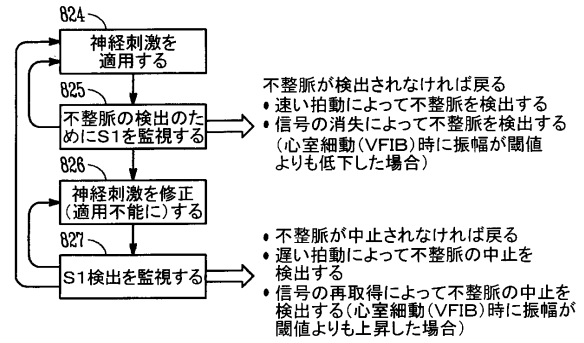 824
神経刺激を
適用する
825
不整脈の検出のた
めにS1を監視する
不整脈が検出されなければ戻る
• 速い拍動によって不整脈を検出する
• 信号の消失によって不整脈を検出する
(心室細動(VFIB)時に振幅が閾値
よりも低下した場合)
826
神経刺激を修正
(適用不能に)する
827
S1検出を監視する
• 不整脈が中止されなければ戻る
• 遅い拍動によって不整脈の中止を
検出する
• 信号の再取得によって不整脈の中止を
検出する(心室細動(VFIB)時に振幅が
閾値よりも上昇した場合)